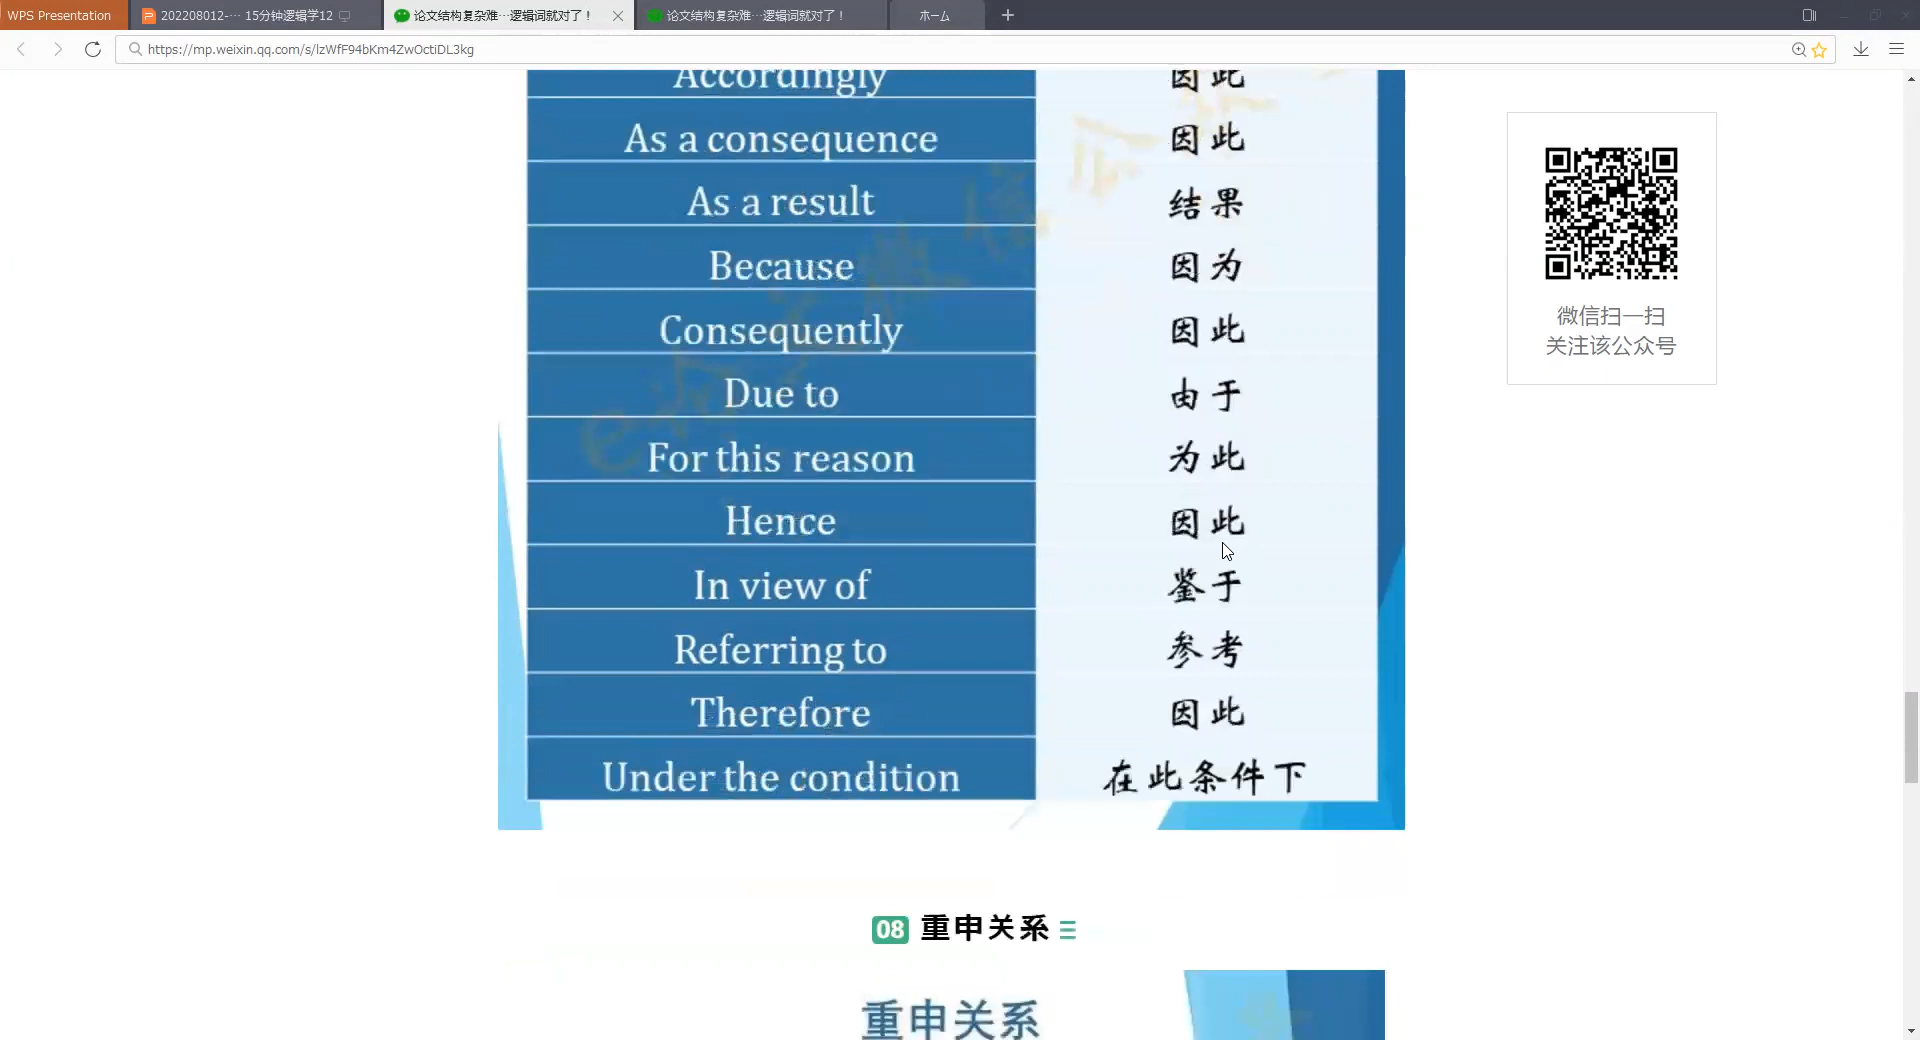 WPS Presentation
202208012-··· 15分钟逻辑学12
论文结构复杂难···逻辑词就对了！
论文结构复杂难···逻辑词就对了！
ホーム
https://mp.weixin.qq.com/s/lzWfF94bKm4ZwOctiDL3kg
Accordingly 因此
As a consequence 因此
As a result 结果
Because 因为
Consequently 因此
Due to 由于
For this reason 为此
Hence 因此
In view of 鉴于
Referring to 参考
Therefore 因此
Under the condition 在此条件下
微信扫一扫
关注该公众号
08 重申关系
重申关系